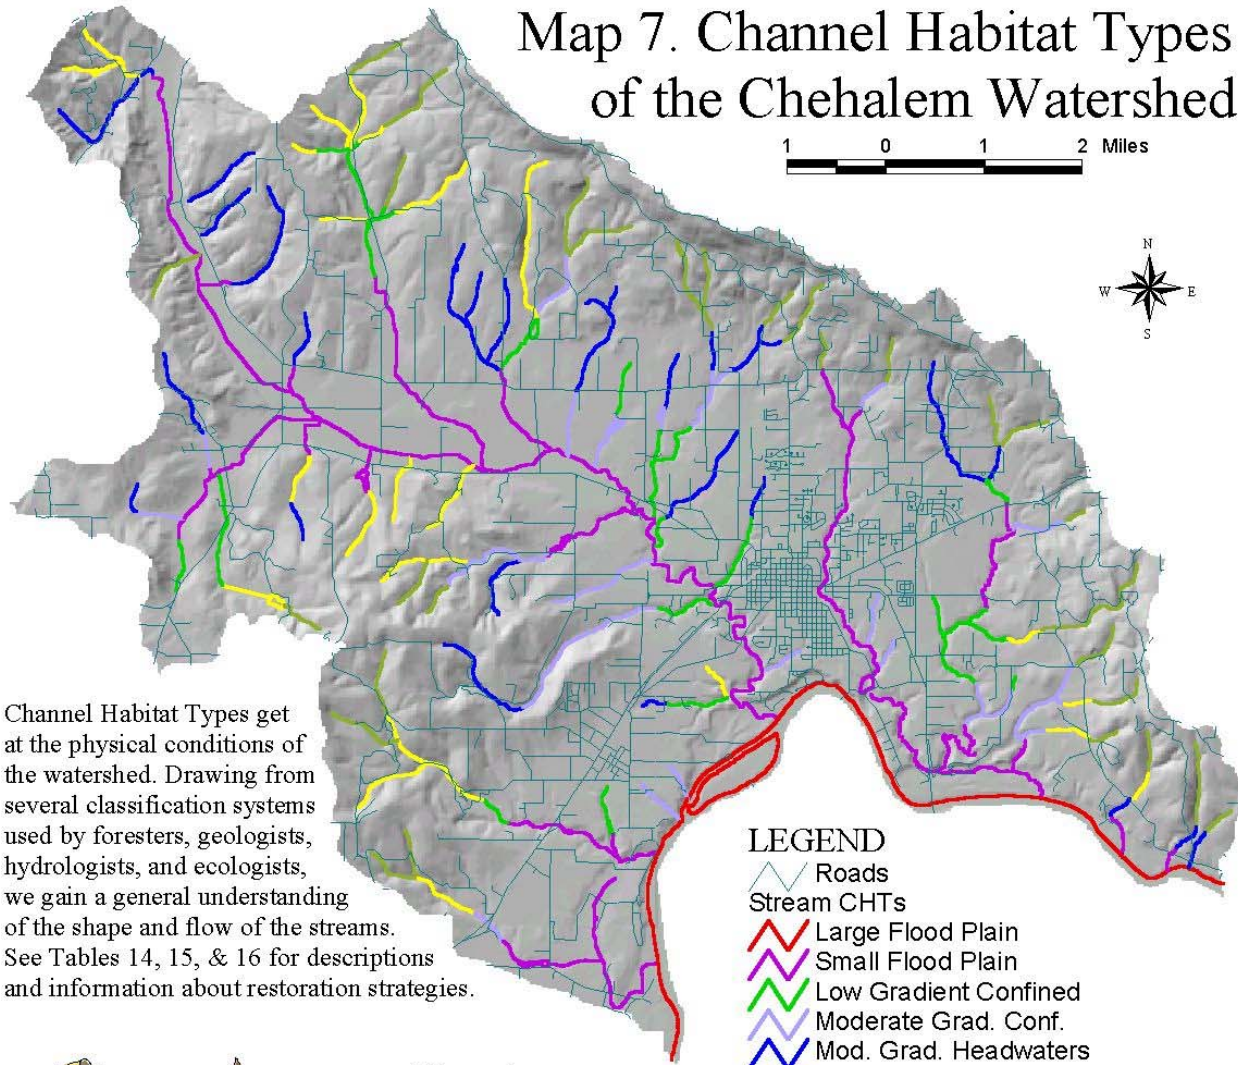 Map 7. Channel Habitat Types
of the Chehalem Watershed
1 0 1 2 Miles
N
W E
S
Channel Habitat Types get
at the physical conditions of
the watershed. Drawing from
several classification systems
used by foresters, geologists,
hydrologists, and ecologists,
we gain a general understanding
of the shape and flow of the streams.
See Tables 14, 15, & 16 for descriptions
and information about restoration strategies.
LEGEND
Roads
Stream CHTs
Large Flood Plain
Small Flood Plain
Low Gradient Confined
Moderate Grad. Conf.
Mod. Grad. Headwaters